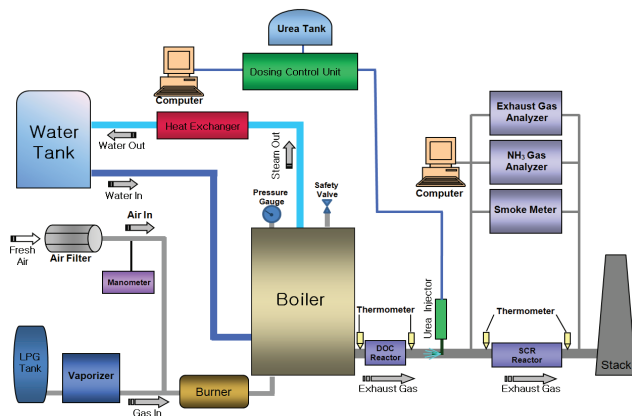 Urea Tank
Dosing Control Unit
Computer
Water
Tank
Heat Exchanger
Water Out
Steam Out
Water In
Exhaust Gas
Analyzer
NH3 Gas
Analyzer
Computer
Smoke Meter
Pressure
Gauge
Safety
Valve
Air In
Fresh
Air
Air Filter
Manometer
Boiler
Thermometer
Urea Injector
Thermometer
DOC
Reactor
SCR
Reactor
Stack
Exhaust Gas
Exhaust Gas
LPG
Tank
Vaporizer
Burner
Gas In